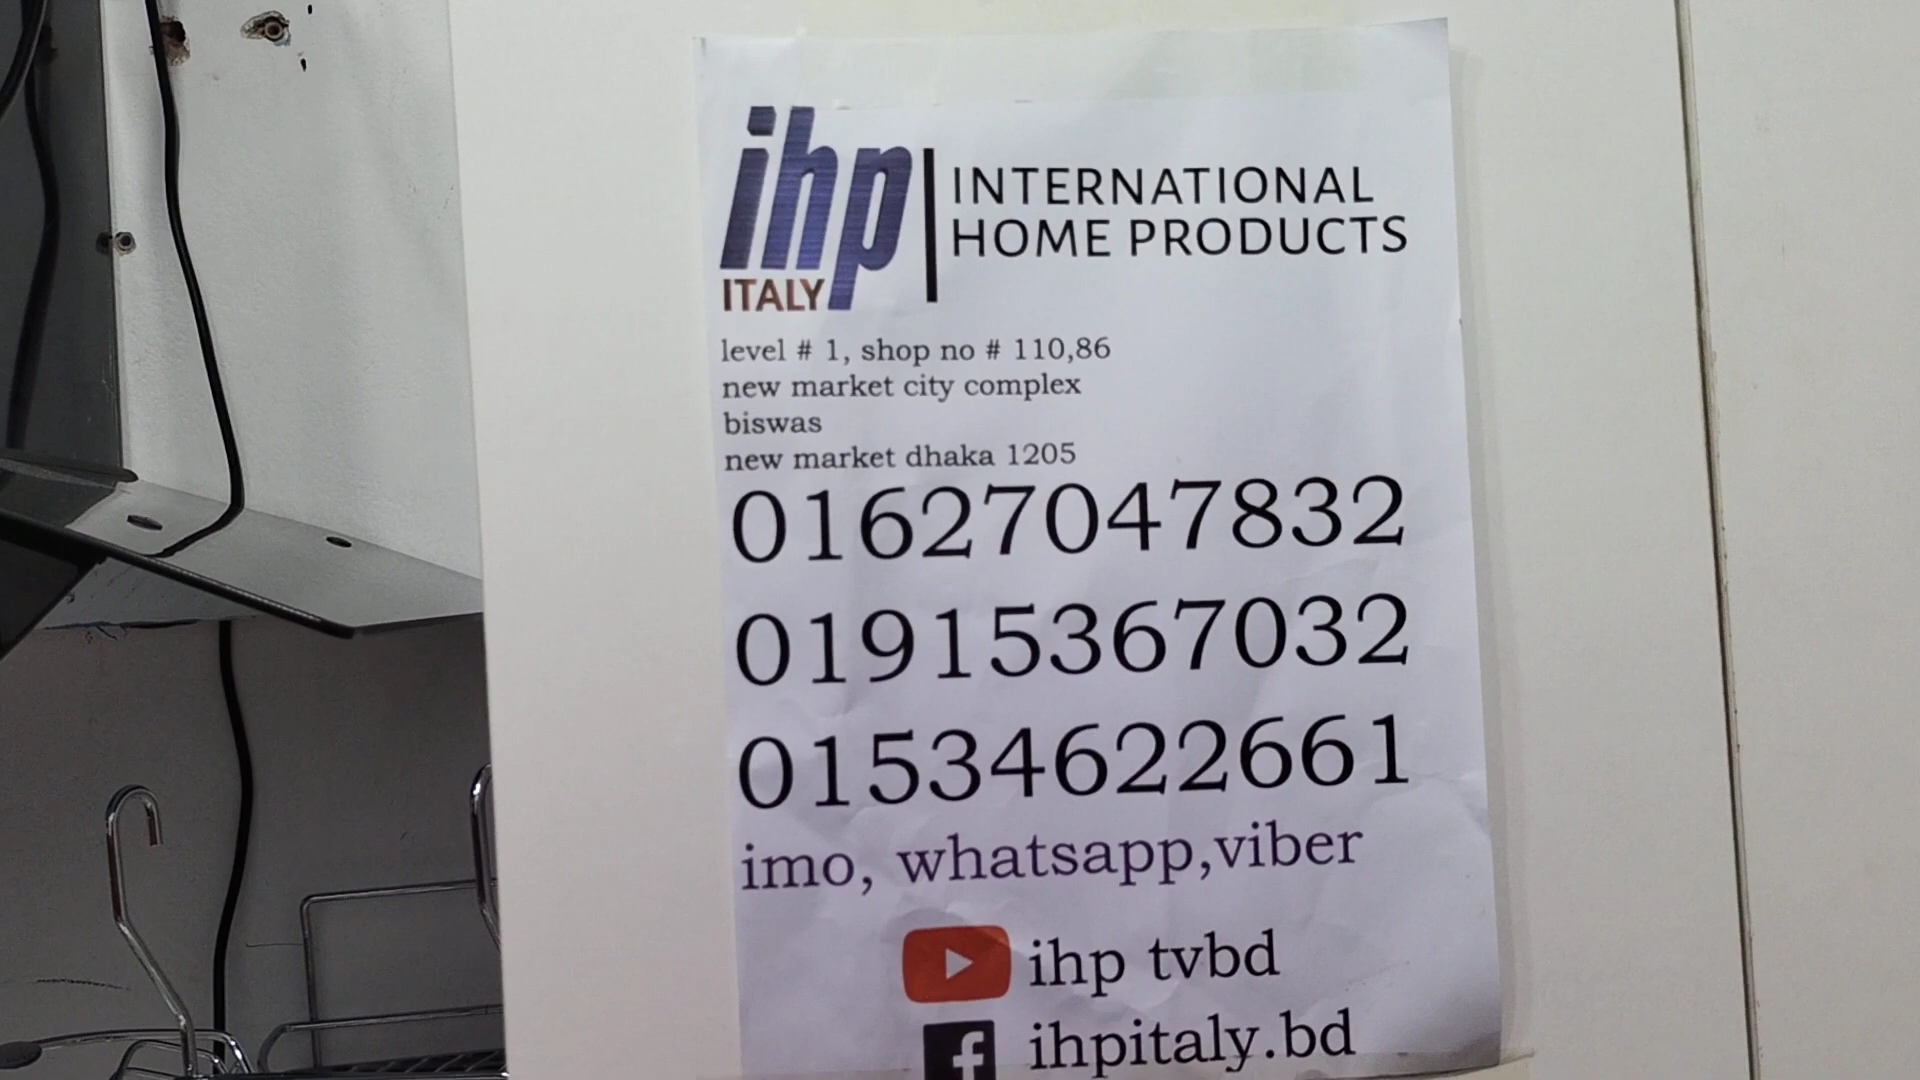 ihp
ITALY
INTERNATIONAL
HOME PRODUCTS
level # 1, shop no # 110,86
new market city complex
biswas
new market dhaka 1205
01627047832
01915367032
01534622661
imo, whatsapp,viber
ihp tvbd
f ihpitaly.bd